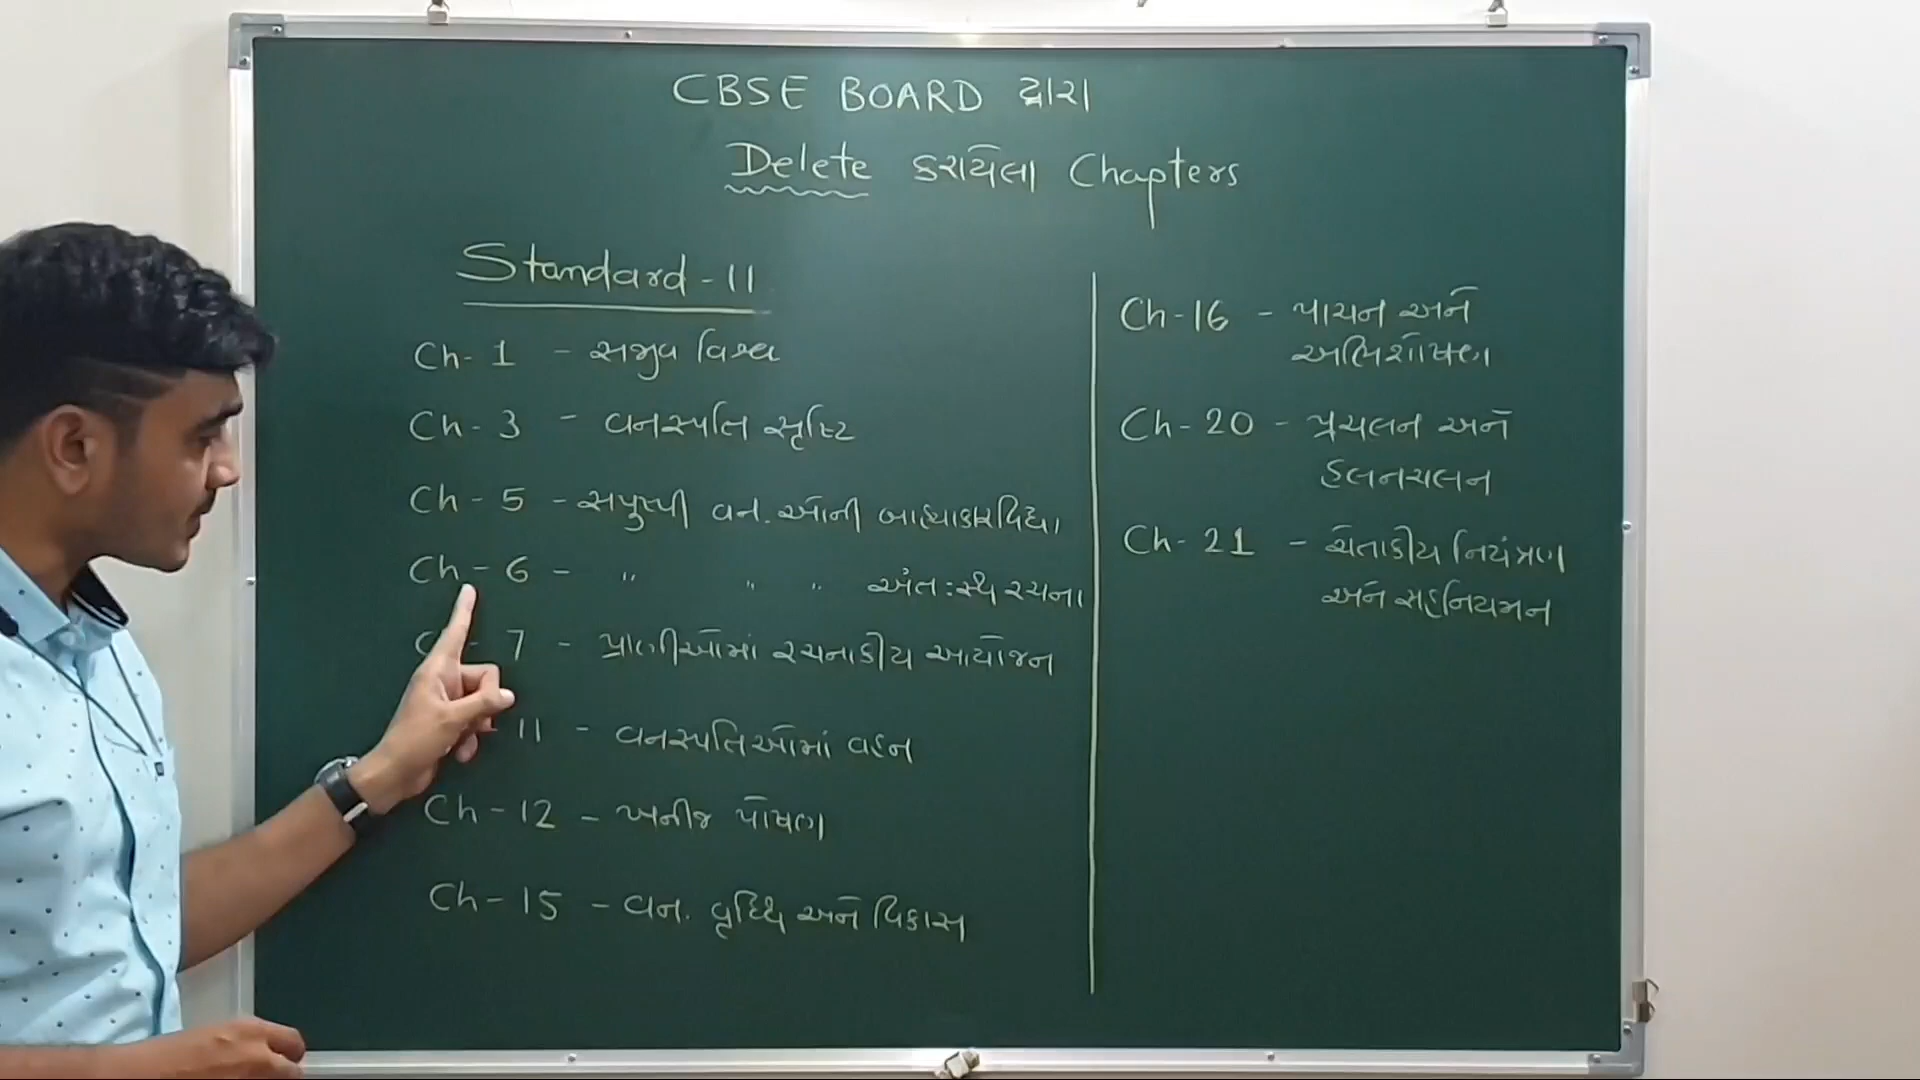 CBSE BOARD દ્વારા
Delete કરાયેલા Chapters
Standard-11
Ch- 1 - સજીવ વિશ્વ
Ch- 3 - વનસ્પતિ સૃષ્ટિ
Ch - 5 - સપુષ્પી વન. ઓની બાહ્યાકારવિદ્યા
Ch - 6 - " " " અંત:સ્થ રચના
- 7 - પ્રાણીઓમાં રચનાકીય આયોજન
- 11 - વનસ્પતિઓમાં વહન
Ch - 12 - ખનીજ પોષણ
Ch - 15 - વન. વૃદ્ધિ અને વિકાસ
Ch-16 - પાચન અને
અભિશોષણ
Ch- 20 - પ્રચલન અને
હલનચલન
Ch- 21 - ચેતાકીય નિયંત્રણ
અને સહનિયમન